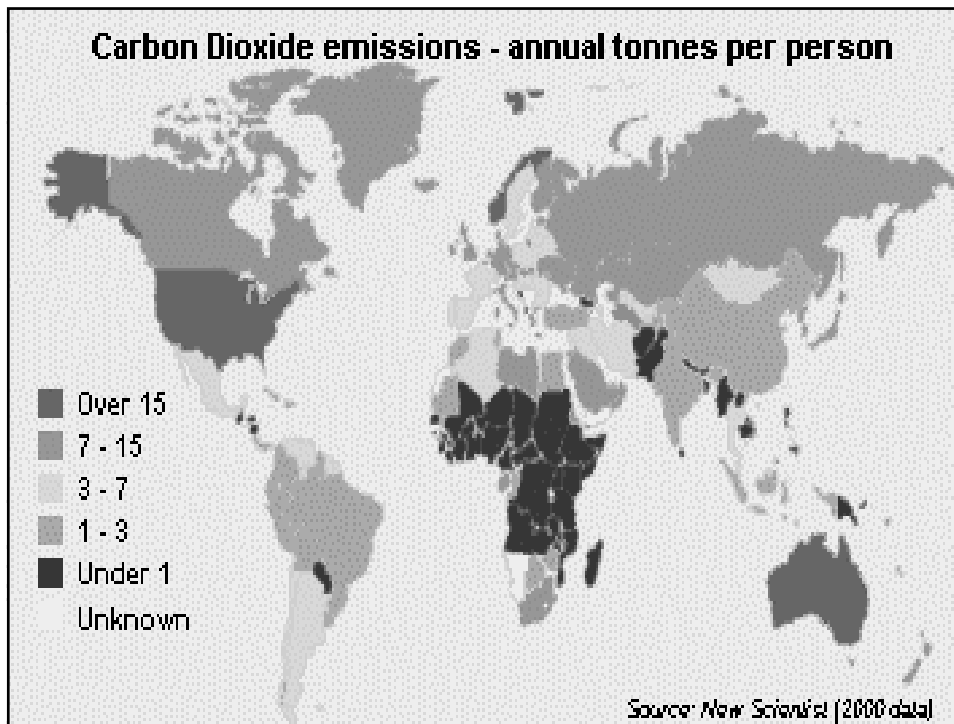 Carbon Dioxide emissions - annual tonnes per person
Over 15
7 - 15
3 - 7
1 - 3
Under 1
Unknown
Source: New Scientist (2000 data)